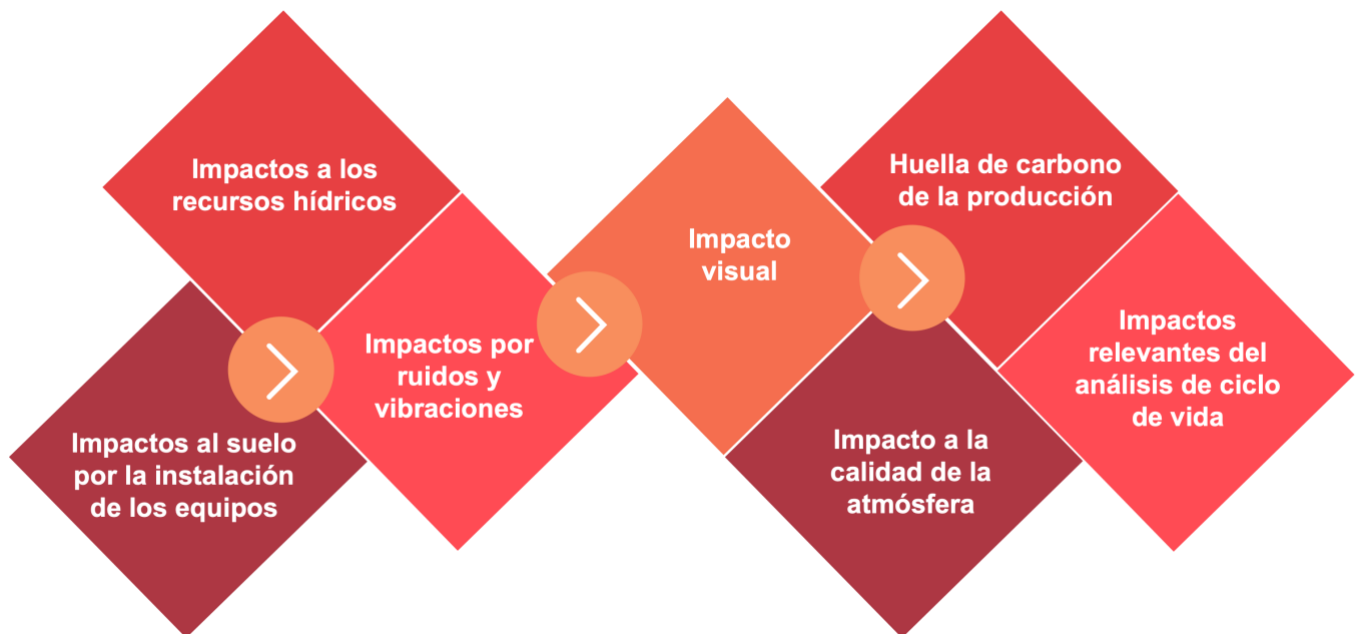 Impactos a los
recursos hídricos
Impactos al suelo
por la instalación
de los equipos
Impactos por
ruidos y
vibraciones
Impacto
visual
Impacto a la
calidad de la
atmósfera
Huella de carbono
de la producción
Impactos
relevantes del
análisis de ciclo
de vida